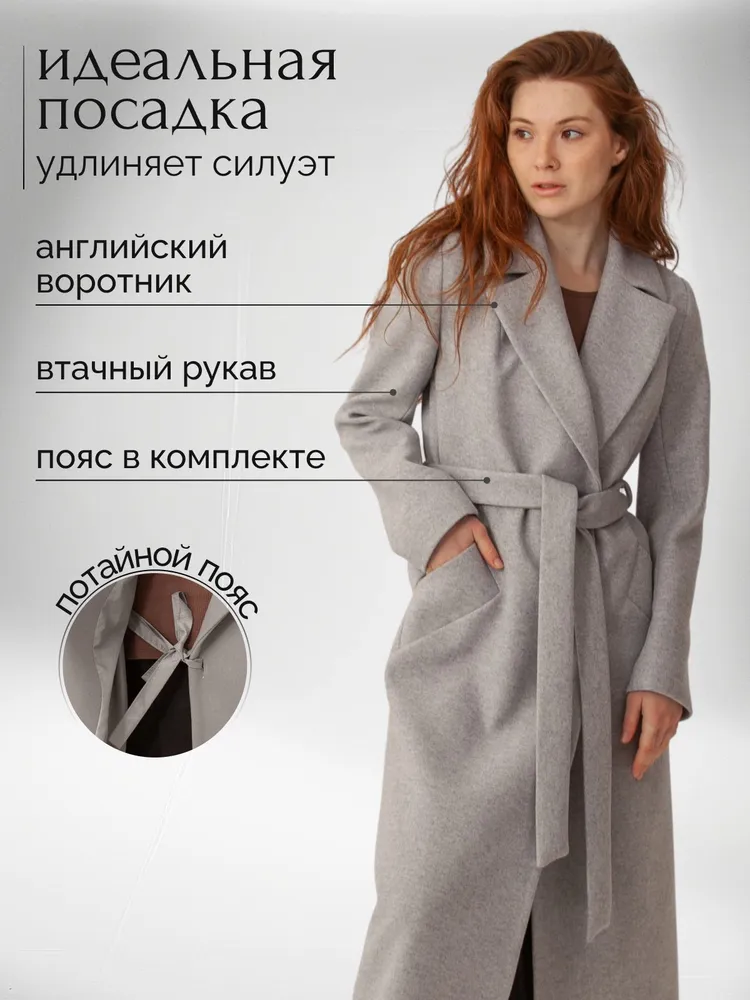 идеальная
посадка
удлиняет силуэт
английский
воротник
втачный рукав
пояс в комплекте
потайной пояс